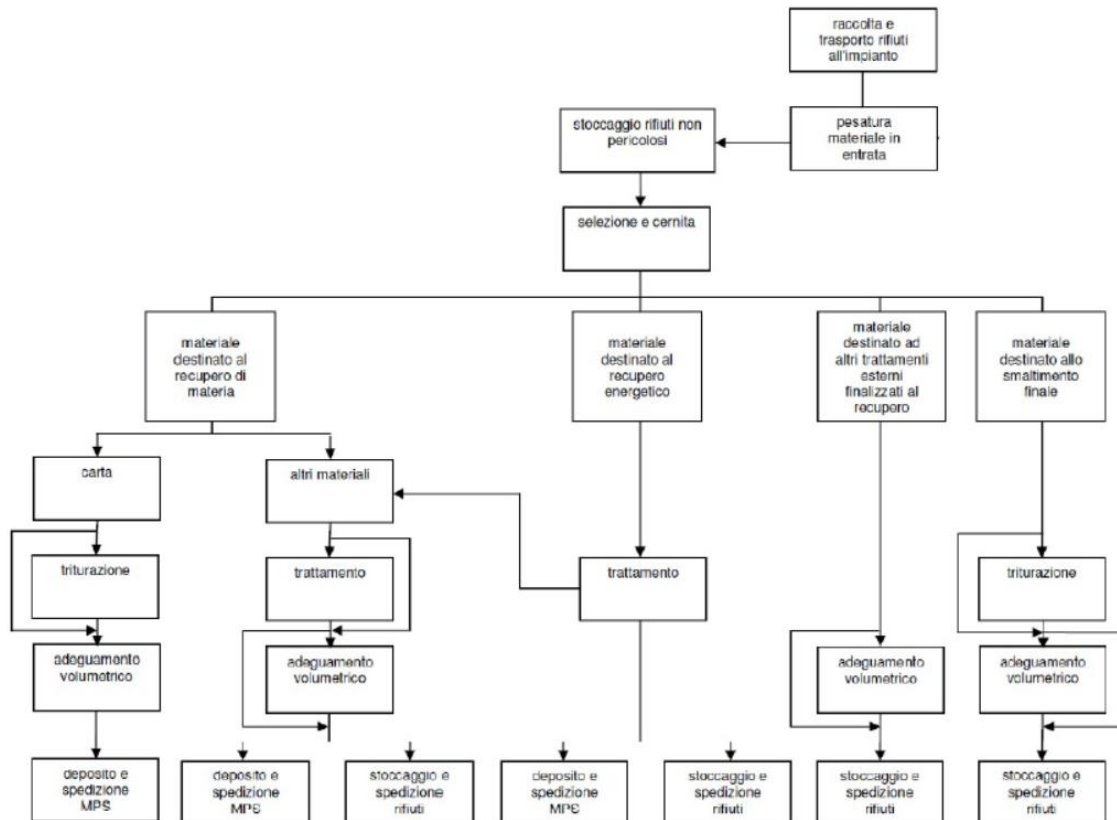 raccolta e
trasporto rifiuti
all'impianto
stoccaggio rifiuti non
pericolosi
pesatura
materiale in
entrata
selezione e cernita
materiale
destinato al
recupero di
materia
materiale
destinato al
recupero
energetico
materiale
destinato ad
altri trattamenti
esterni
finalizzati al
recupero
materiale
destinato allo
smaltimento
finale
carta
altri materiali
triturazione
trattamento
trattamento
triturazione
adeguamento
volumetrico
adeguamento
volumetrico
adeguamento
volumetrico
adeguamento
volumetrico
deposito e
spedizione
MPS
deposito e
spedizione
MPS
stoccaggio e
spedizione
rifiuti
deposito e
spedizione
MPS
stoccaggio e
spedizione
rifiuti
stoccaggio e
spedizione
rifiuti
stoccaggio e
spedizione
rifiuti